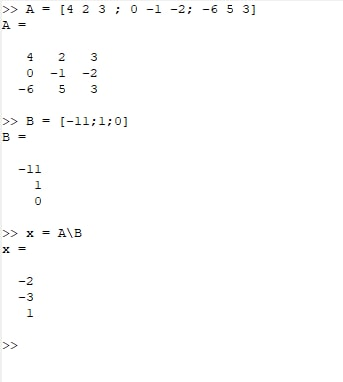 >> A = [4 2 3 ; 0 -1 -2; -6 5 3]
A =
4 2 3
0 -1 -2
-6 5 3
>> B = [-11;1;0]
B =
-11
1
0
>> x = A\B
x =
-2
-3
1
>>